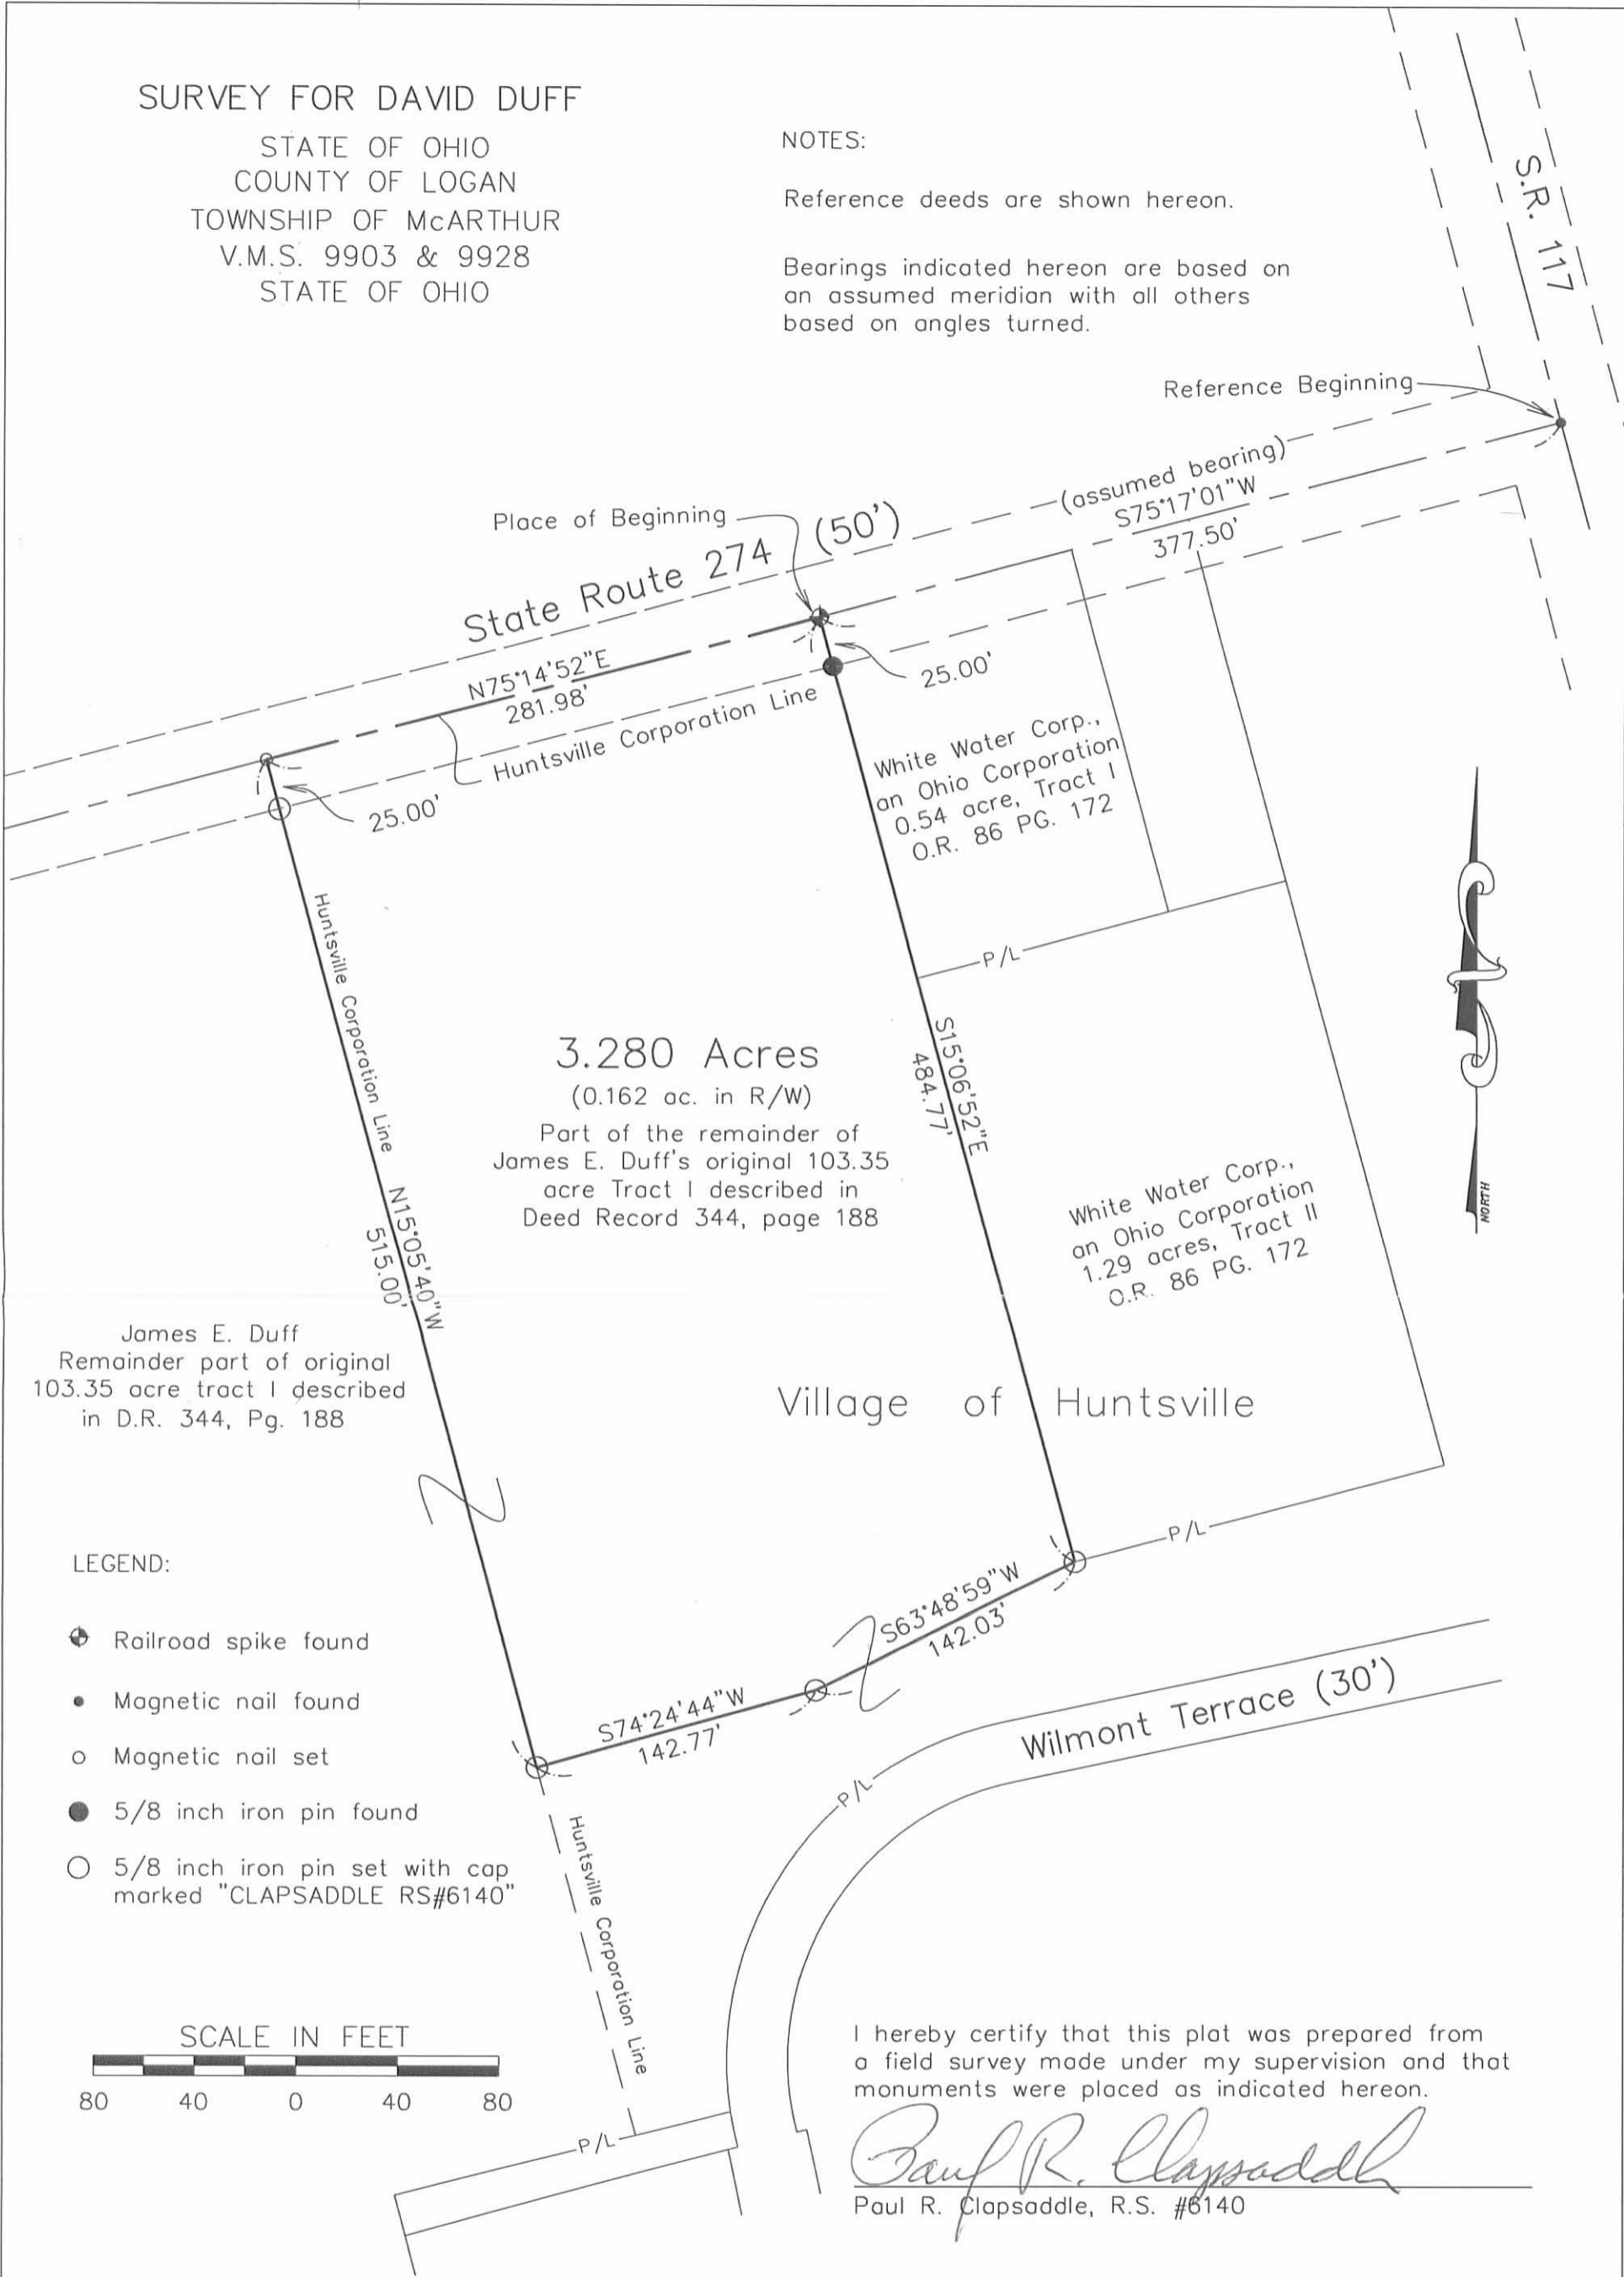 SURVEY FOR DAVID DUFF
STATE OF OHIO
COUNTY OF LOGAN
TOWNSHIP OF McARTHUR
V.M.S. 9903 & 9928
STATE OF OHIO
NOTES:
Reference deeds are shown hereon.
Bearings indicated hereon are based on
an assumed meridian with all others
based on angles turned.
S.R. 117
Reference Beginning
(assumed bearing)
S75°17'01"W
377.50'
Place of Beginning
State Route 274 (50')
N75°14'52"E
281.98'
Huntsville Corporation Line
25.00'
25.00'
White Water Corp.,
an Ohio Corporation
0.54 acre, Tract I
O.R. 86 PG. 172
P/L
Huntsville Corporation Line
N15°05'40"W
515.00'
3.280 Acres
(0.162 ac. in R/W)
Part of the remainder of
James E. Duff's original 103.35
acre Tract I described in
Deed Record 344, page 188
S15°06'52"E
484.77'
White Water Corp.,
an Ohio Corporation
1.29 acres, Tract II
O.R. 86 PG. 172
NORTH
James E. Duff
Remainder part of original
103.35 acre tract I described
in D.R. 344, Pg. 188
Village of Huntsville
P/L
S63°48'59"W
142.03'
S74°24'44"W
142.77'
Wilmont Terrace (30')
P/L
Huntsville Corporation Line
P/L
LEGEND:
Railroad spike found
Magnetic nail found
Magnetic nail set
5/8 inch iron pin found
5/8 inch iron pin set with cap
marked "CLAPSADDLE RS#6140"
SCALE IN FEET
80 40 0 40 80
I hereby certify that this plat was prepared from
a field survey made under my supervision and that
monuments were placed as indicated hereon.
Paul R. Clapsaddle
Paul R. Clapsaddle, R.S. #6140